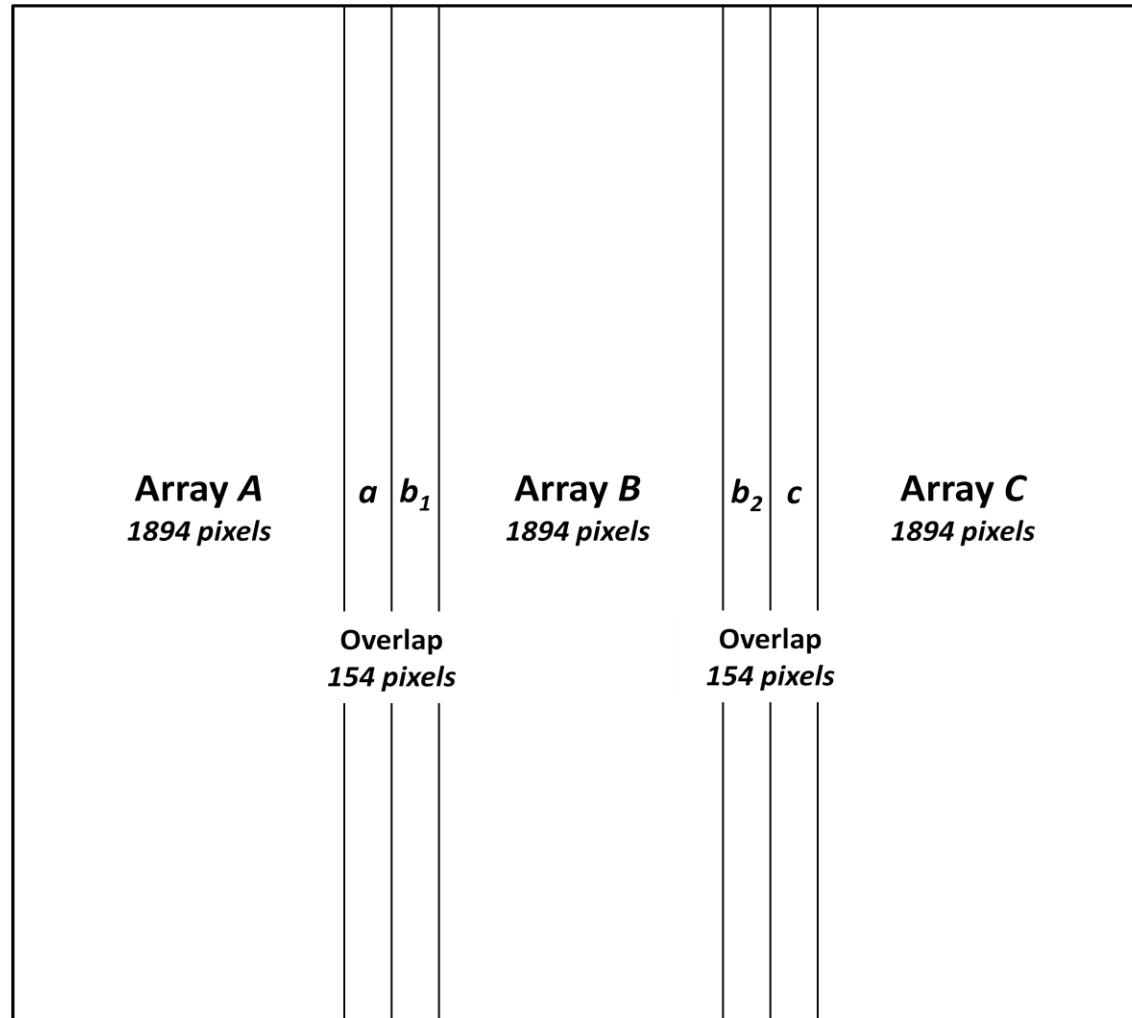 Array A a b₁ Array B b₂ c Array C
1894 pixels 1894 pixels 1894 pixels
Overlap Overlap
154 pixels 154 pixels